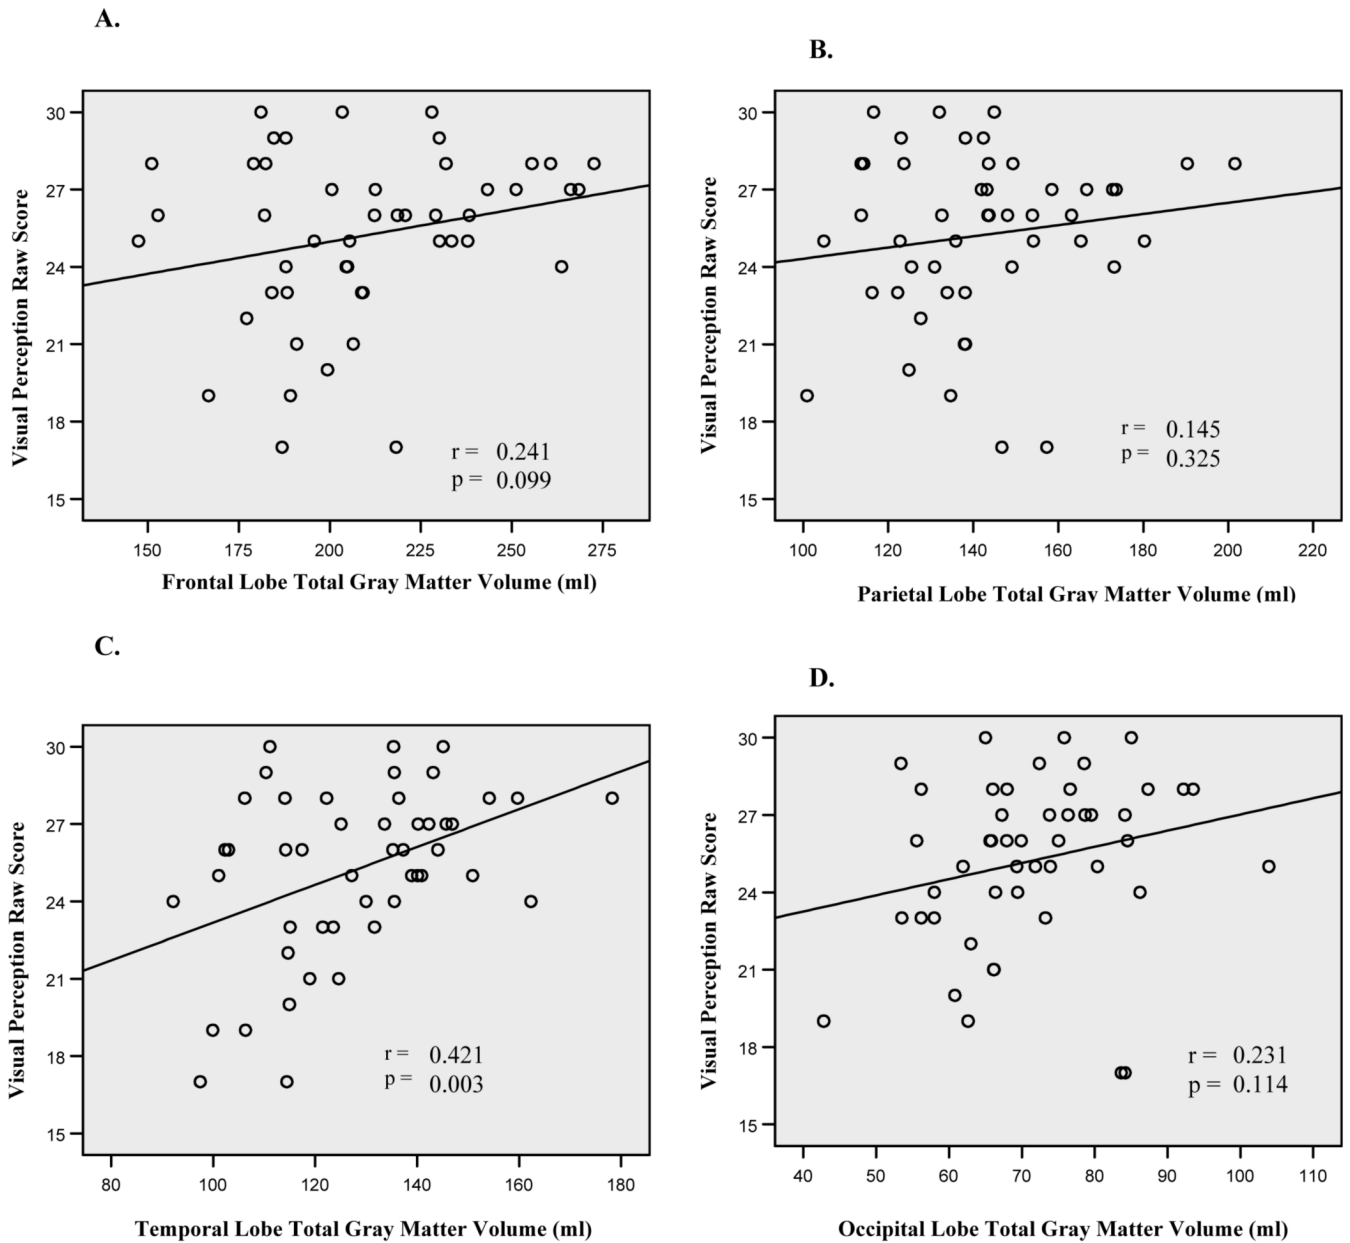 A.
Visual Perception Raw Score
30
27
24
21
18
15
r = 0.241
p = 0.099
150 175 200 225 250 275
Frontal Lobe Total Gray Matter Volume (ml)
B.
Visual Perception Raw Score
30
27
24
21
18
15
r = 0.145
p = 0.325
100 120 140 160 180 200 220
Parietal Lobe Total Gray Matter Volume (ml)
C.
Visual Perception Raw Score
30
27
24
21
18
15
r = 0.421
p = 0.003
80 100 120 140 160 180
Temporal Lobe Total Gray Matter Volume (ml)
D.
Visual Perception Raw Score
30
27
24
21
18
15
r = 0.231
p = 0.114
40 50 60 70 80 90 100 110
Occipital Lobe Total Gray Matter Volume (ml)